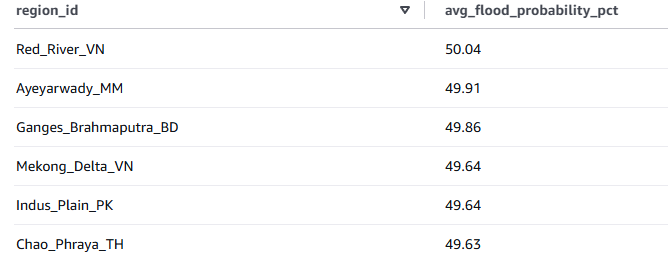 region_id avg_flood_probability_pct
Red_River_VN 50.04
Ayeyarwady_MM 49.91
Ganges_Brahmaputra_BD 49.86
Mekong_Delta_VN 49.64
Indus_Plain_PK 49.64
Chao_Phraya_TH 49.63